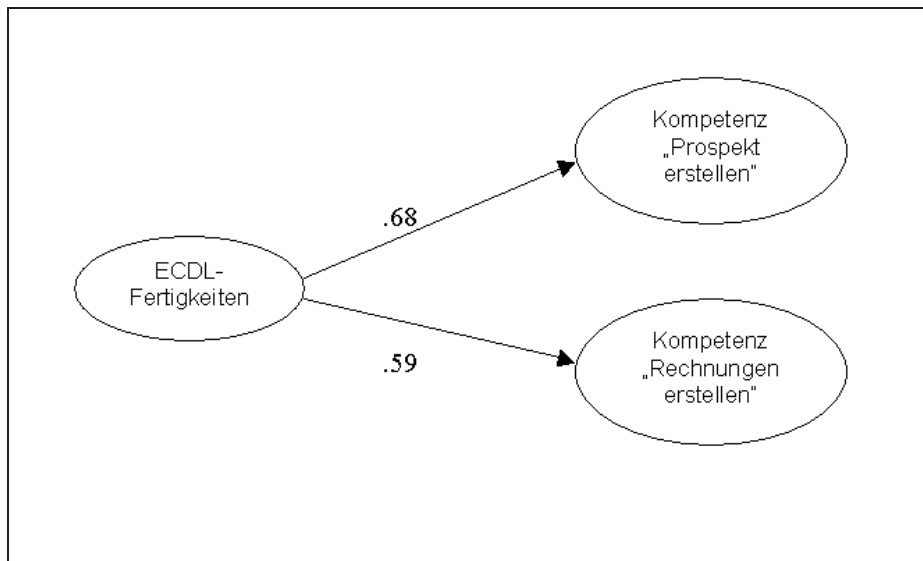 Kompetenz
„Prospekt
erstellen"
.68
ECDL-
Fertigkeiten
.59
Kompetenz
„Rechnungen
erstellen"